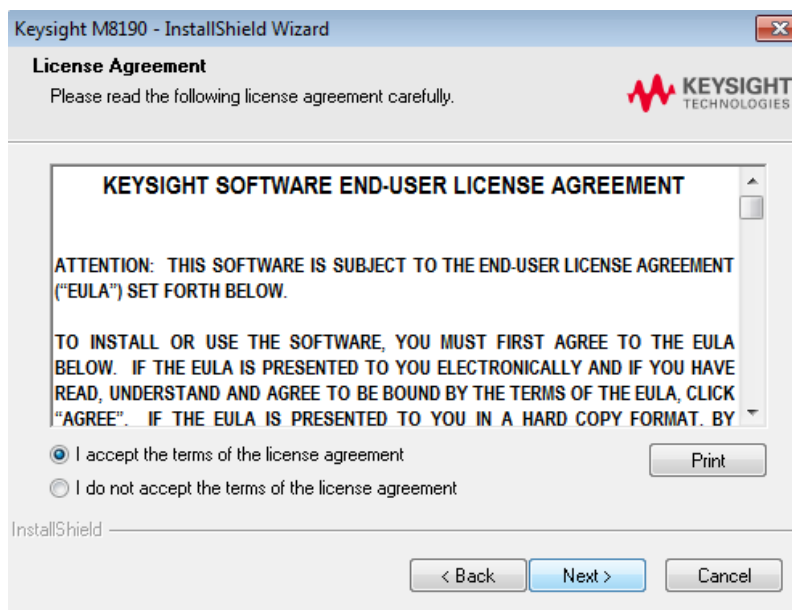 Keysight M8190 - InstallShield Wizard
License Agreement
Please read the following license agreement carefully.
KEYSIGHT
TECHNOLOGIES
KEYSIGHT SOFTWARE END-USER LICENSE AGREEMENT
ATTENTION: THIS SOFTWARE IS SUBJECT TO THE END-USER LICENSE AGREEMENT
("EULA") SET FORTH BELOW.
TO INSTALL OR USE THE SOFTWARE, YOU MUST FIRST AGREE TO THE EULA
BELOW. IF THE EULA IS PRESENTED TO YOU ELECTRONICALLY AND IF YOU HAVE
READ, UNDERSTAND AND AGREE TO BE BOUND BY THE TERMS OF THE EULA, CLICK
"AGREE". IF THE EULA IS PRESENTED TO YOU IN A HARD COPY FORMAT, BY
I accept the terms of the license agreement
Print
I do not accept the terms of the license agreement
InstallShield
< Back
Next >
Cancel